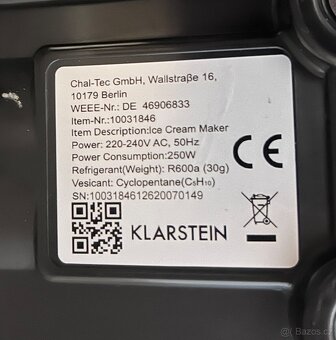 Chal-Tec GmbH, Wallstraße 16,
10179 Berlin
WEEE-Nr.: DE 46906833
Item-Nr.:10031846
Item Description:Ice Cream Maker
Power: 220-240V AC, 50Hz
Power Consumption:250W
Refrigerant(Weight): R600a (30g)
Vesicant: Cyclopentane(C₅H₁₀)
SN:1003184612620070149
CE
KLARSTEIN
Bazos.cz